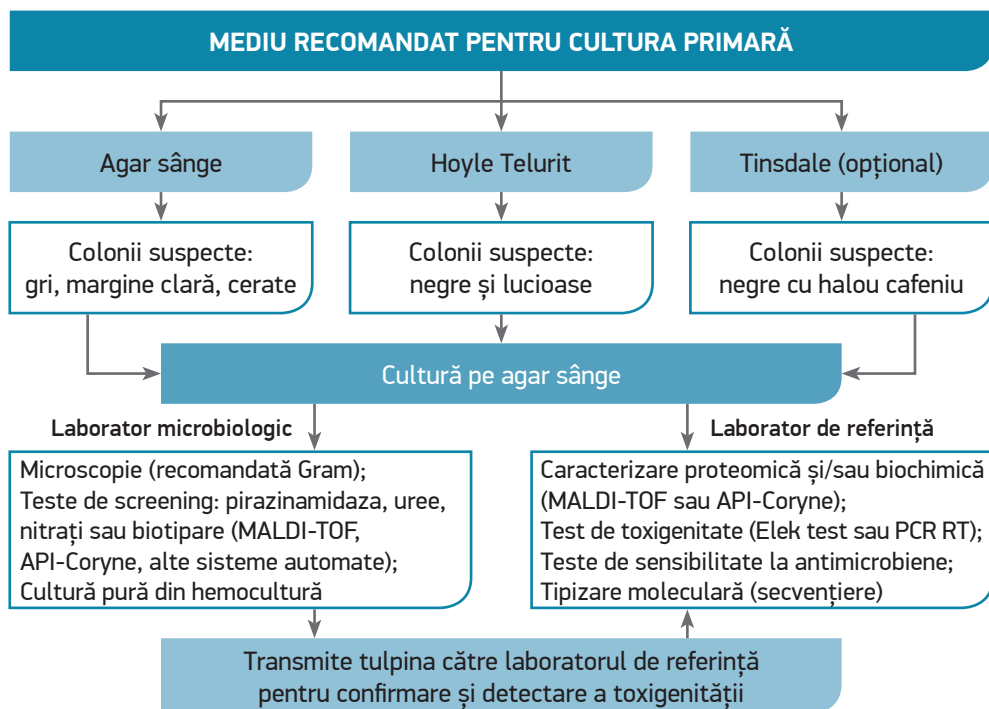 MEDIU RECOMANDAT PENTRU CULTURA PRIMARĂ
Agar sânge
Hoyle Telurit
Tinsdale (opțional)
Colonii suspecte:
gri, margine clară, cerate
Colonii suspecte:
negre și lucioase
Colonii suspecte:
negre cu halou cafeniu
Cultură pe agar sânge
Laborator microbiologic
Microscopie (recomandată Gram);
Teste de screening: pirazinamidaza, uree,
nitrați sau biotipare (MALDI-TOF,
API-Coryne, alte sisteme automate);
Cultură pură din hemocultură
Laborator de referință
Caracterizare proteomică și/sau biochimică
(MALDI-TOF sau API-Coryne);
Test de toxigenitate (Elek test sau PCR RT);
Teste de sensibilitate la antimicrobiene;
Tipizare moleculară (secvențiere)
Transmite tulpina către laboratorul de referință
pentru confirmare și detectare a toxigenității